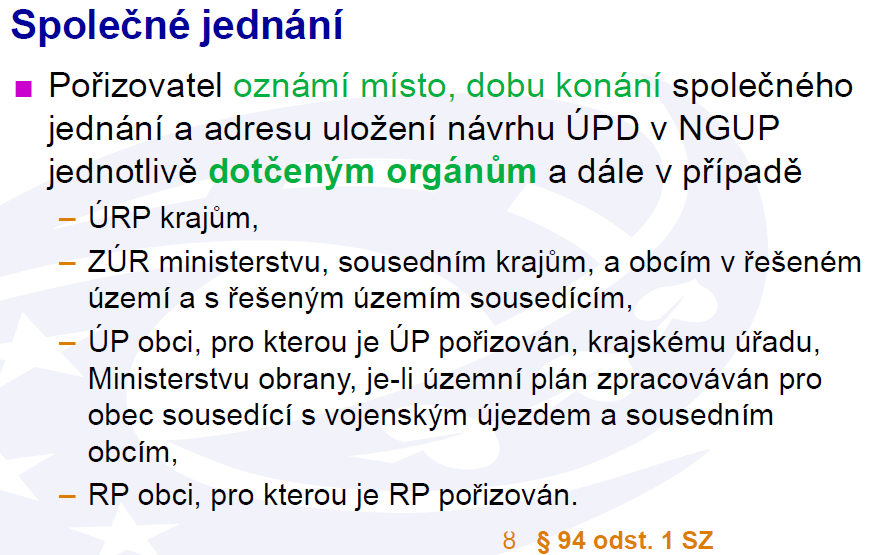 Společné jednání
■ Pořizovatel oznámí místo, dobu konání společného
jednání a adresu uložení návrhu ÚPD v NGUP
jednotlivě dotčeným orgánům a dále v případě
– ÚRP krajům,
– ZÚR ministerstvu, sousedním krajům, a obcím v řešeném
území a s řešeným územím sousedícím,
– ÚP obci, pro kterou je ÚP pořizován, krajskému úřadu,
Ministerstvu obrany, je-li územní plán zpracováván pro
obec sousedící s vojenským újezdem a sousedním
obcím,
– RP obci, pro kterou je RP pořizován.
8 § 94 odst. 1 SZ